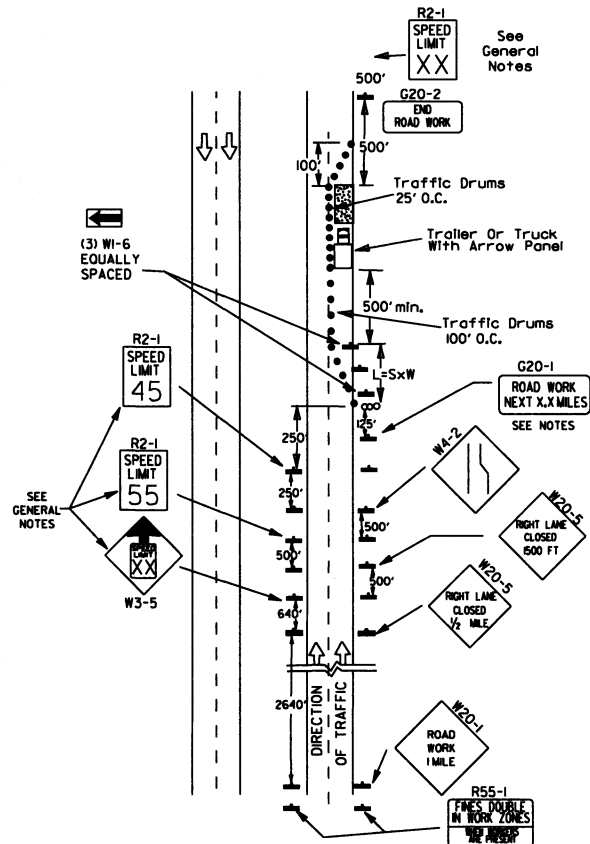 R2-1
SPEED
LIMIT
XX
See
General
Notes
500'
G20-2
END
ROAD WORK
500'
100'
Traffic Drums
25' O.C.
Trailer Or Truck
With Arrow Panel
(3) W1-6
EQUALLY
SPACED
500' min.
Traffic Drums
100' O.C.
R2-1
SPEED
LIMIT
45
L=SxW
G20-1
ROAD WORK
NEXT X.X MILES
SEE NOTES
125'
250'
R2-1
SPEED
LIMIT
55
250'
W4-2
SEE
GENERAL
NOTES
500'
500'
W20-5
RIGHT LANE
CLOSED
1500 FT
SPEED
LIMIT
XX
W3-5
500'
640'
W20-5
RIGHT LANE
CLOSED
1/2 MILE
2640'
DIRECTION
OF TRAFFIC
W20-1
ROAD
WORK
1 MILE
R55-1
FINES DOUBLE
IN WORK ZONES
WHEN WORKERS
ARE PRESENT